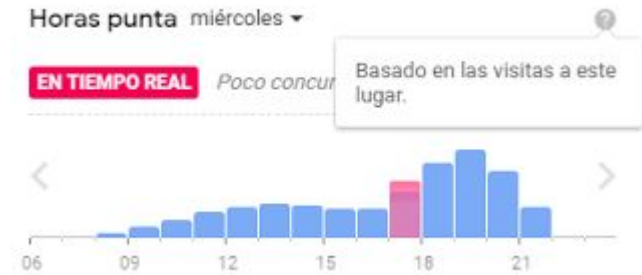 Horas punta miércoles
EN TIEMPO REAL Poco concur
?
Basado en las visitas a este
lugar.
06 09 12 15 18 21